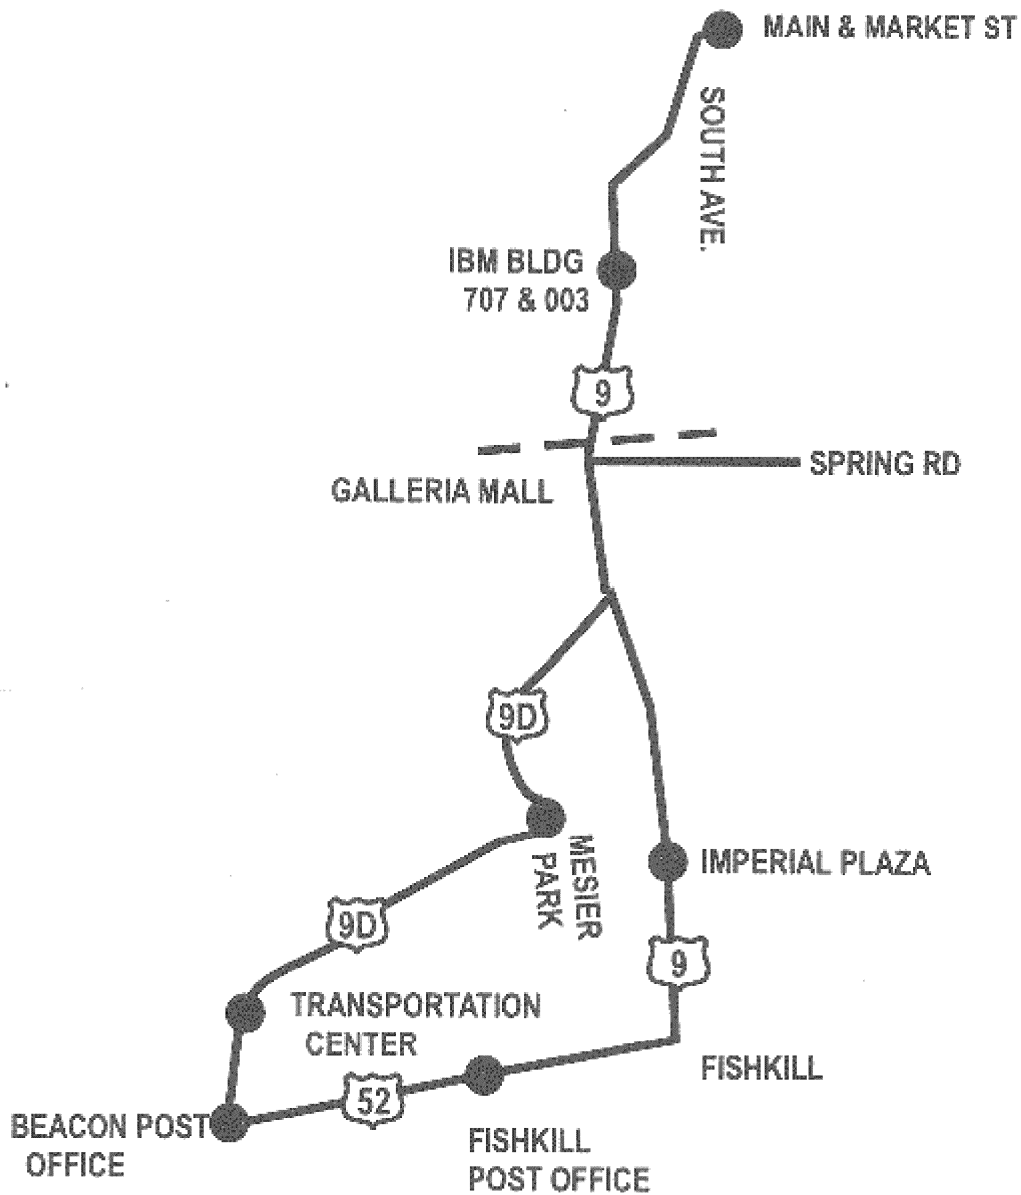 MAIN & MARKET ST
SOUTH AVE.
IBM BLDG
707 & 003
9
SPRING RD
GALLERIA MALL
9D
MESIER
PARK
IMPERIAL PLAZA
9D
9
TRANSPORTATION
CENTER
FISHKILL
52
BEACON POST
OFFICE
FISHKILL
POST OFFICE